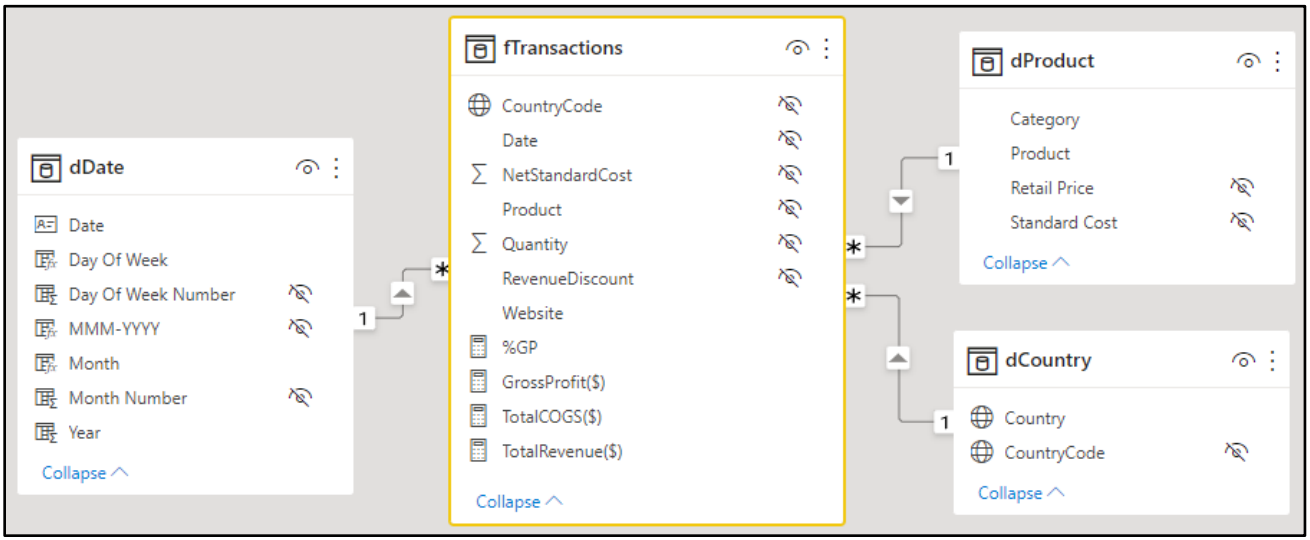 dDate
Date
Day Of Week
Day Of Week Number
MMM-YYYY
Month
Month Number
Year
Collapse
1
*
fTransactions
CountryCode
Date
NetStandardCost
Product
Quantity
RevenueDiscount
Website
%GP
GrossProfit($)
TotalCOGS($)
TotalRevenue($)
Collapse
*
1
*
1
dProduct
Category
Product
Retail Price
Standard Cost
Collapse
dCountry
Country
CountryCode
Collapse